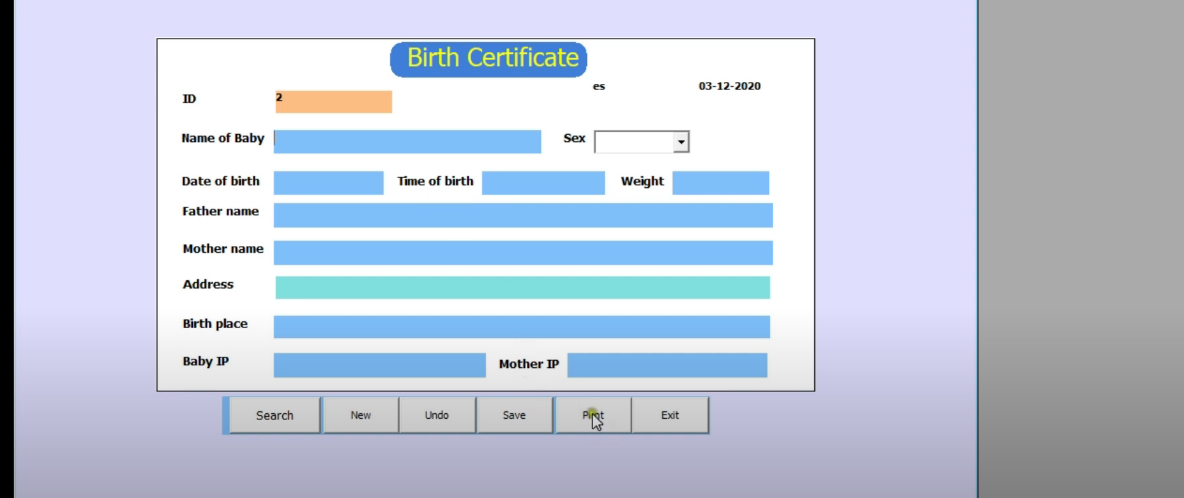 Birth Certificate
es 03-12-2020
ID 2
Name of Baby Sex
Date of birth Time of birth Weight
Father name
Mother name
Address
Birth place
Baby IP Mother IP
Search New Undo Save Print Exit